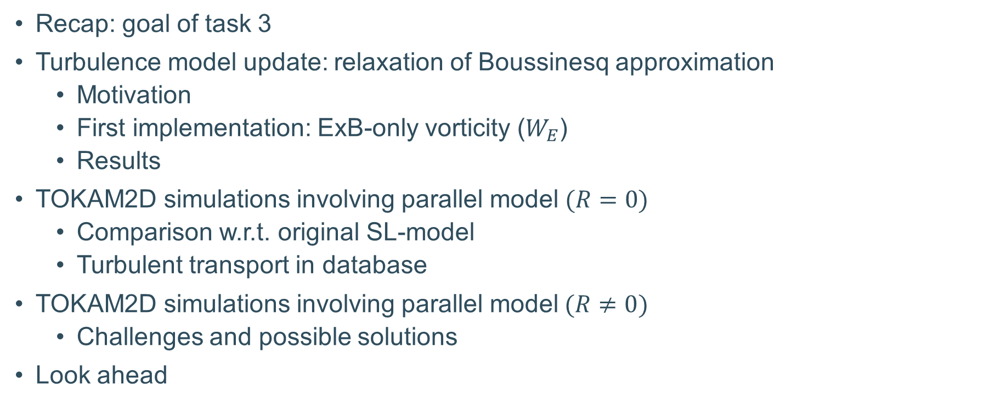 • Recap: goal of task 3
• Turbulence model update: relaxation of Boussinesq approximation
• Motivation
• First implementation: ExB-only vorticity (W_E)
• Results
• TOKAM2D simulations involving parallel model (R = 0)
• Comparison w.r.t. original SL-model
• Turbulent transport in database
• TOKAM2D simulations involving parallel model (R ≠ 0)
• Challenges and possible solutions
• Look ahead